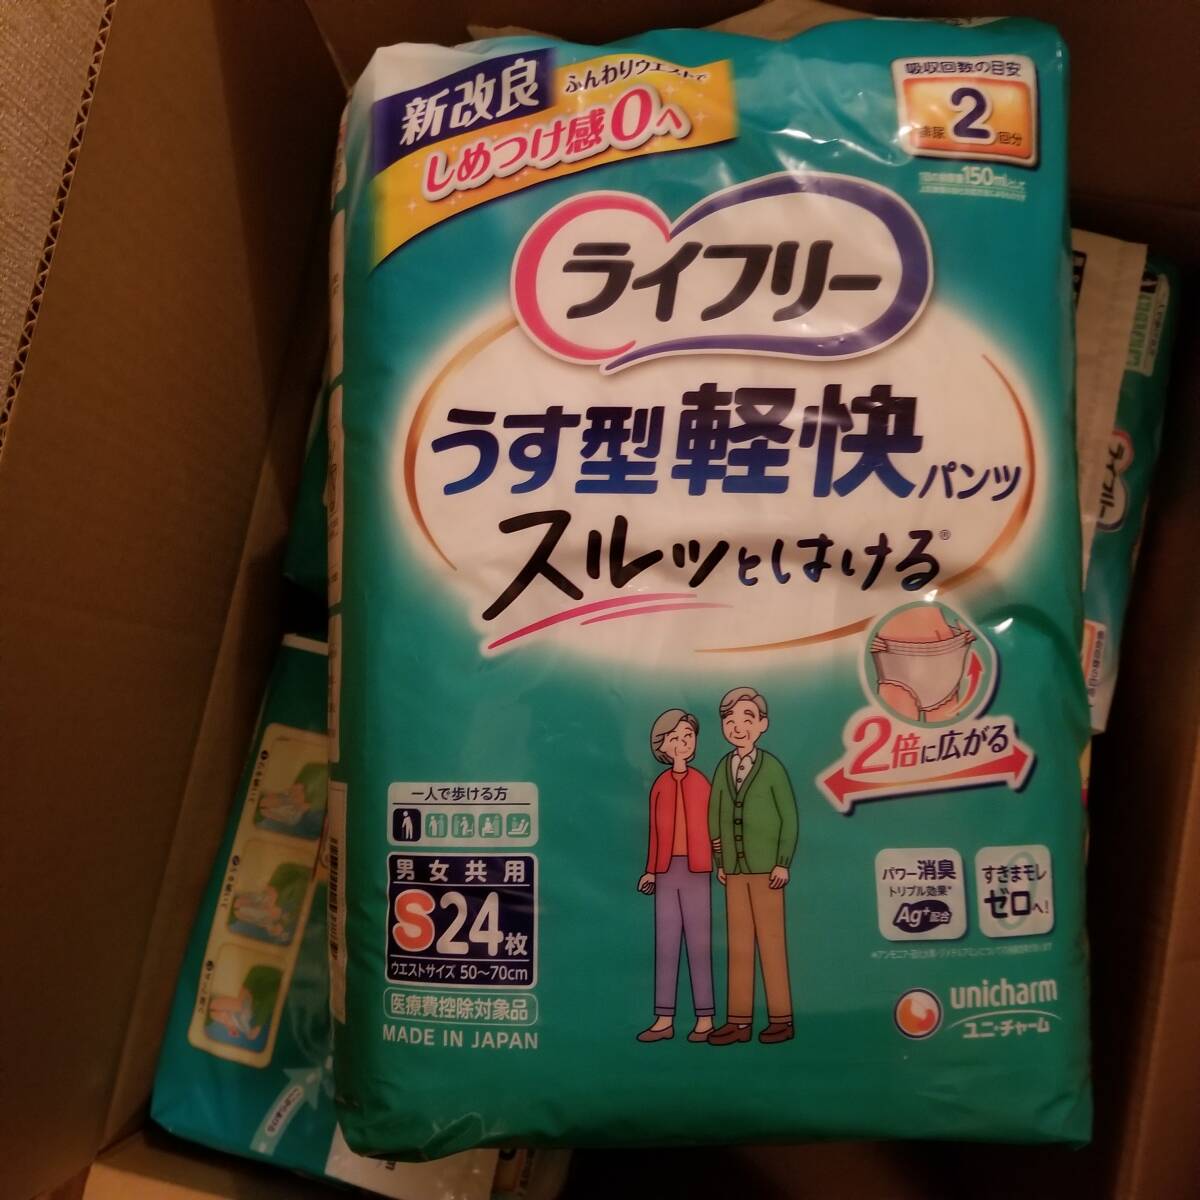 新改良
ふんわりウエストで
しめつけ感0へ
吸収回数の目安
排尿2回分
ライフリー
うす型軽快パンツ
スルッとはける®
2倍に広がる
一人で歩ける方
男女共用
S24枚
ウエストサイズ 50～70cm
医療費控除対象品
MADE IN JAPAN
パワー消臭
トリプル効果*
Ag+配合
すきまモレ
ゼロへ!
unicharm
ユニ・チャーム
ライフリー